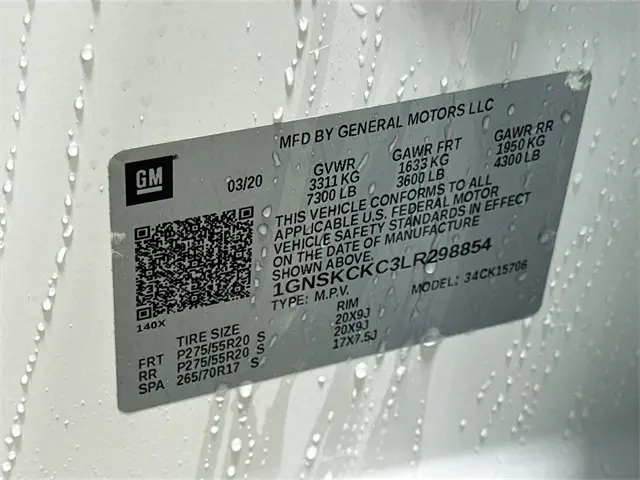 MFD BY GENERAL MOTORS LLC
GM
03/20
GVWR GAWR FRT GAWR RR
3311 KG 1633 KG 1950 KG
7300 LB 3600 LB 4300 LB
THIS VEHICLE CONFORMS TO ALL
APPLICABLE U.S. FEDERAL MOTOR
VEHICLE SAFETY STANDARDS IN EFFECT
ON THE DATE OF MANUFACTURE
SHOWN ABOVE.
1GNSKCKC3LR298854
TYPE: M.P.V. MODEL: 34CK15706
140X
TIRE SIZE RIM
FRT P275/55R20 S 20X9J
RR P275/55R20 S 20X9J
SPA 265/70R17 S 17X7.5J